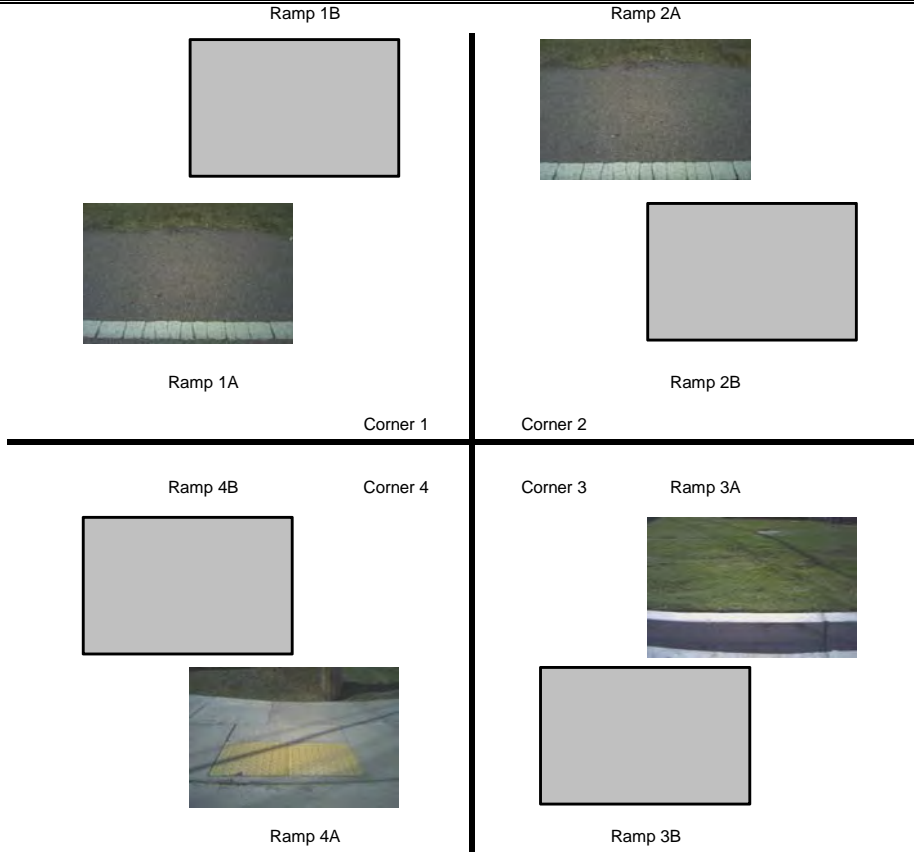 Ramp 1B
Ramp 2A
Ramp 1A
Ramp 2B
Corner 1
Corner 2
Ramp 4B
Corner 4
Corner 3
Ramp 3A
Ramp 4A
Ramp 3B